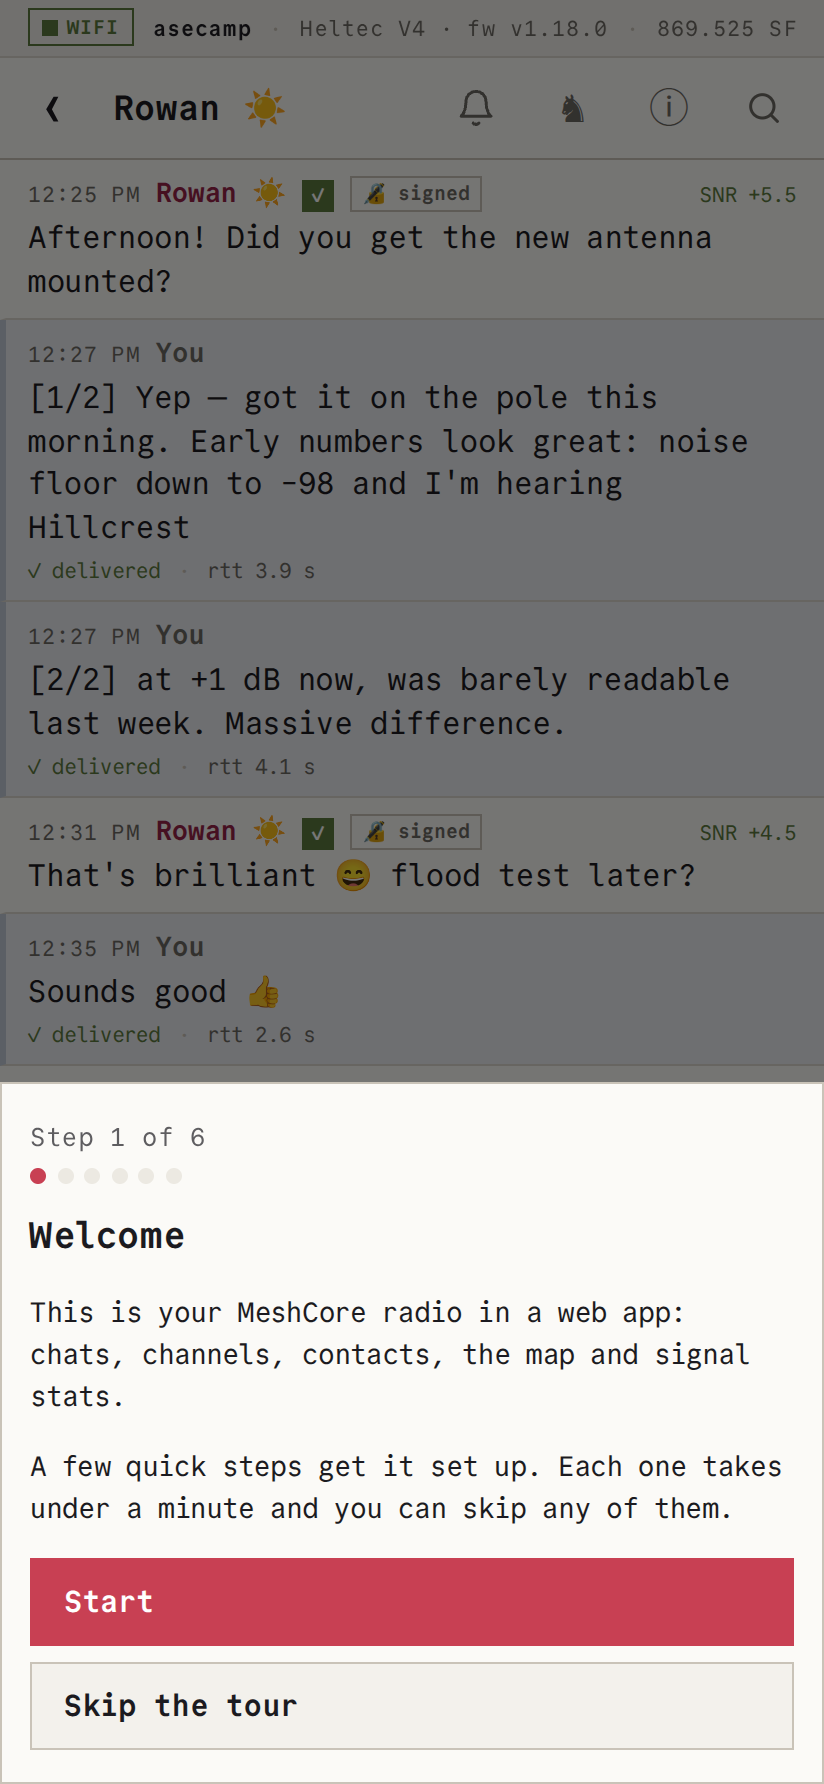 WIFI asecamp · Heltec V4 · fw v1.18.0 · 869.525 SF
‹ Rowan ☀️ ♞ ⓘ
12:25 PM Rowan ☀️ ✓ 🔏 signed SNR +5.5
Afternoon! Did you get the new antenna
mounted?
12:27 PM You
[1/2] Yep — got it on the pole this
morning. Early numbers look great: noise
floor down to −98 and I'm hearing
Hillcrest
✓ delivered · rtt 3.9 s
12:27 PM You
[2/2] at +1 dB now, was barely readable
last week. Massive difference.
✓ delivered · rtt 4.1 s
12:31 PM Rowan ☀️ ✓ 🔏 signed SNR +4.5
That's brilliant 😄 flood test later?
12:35 PM You
Sounds good 👍
✓ delivered · rtt 2.6 s
Step 1 of 6
Welcome
This is your MeshCore radio in a web app:
chats, channels, contacts, the map and signal
stats.
A few quick steps get it set up. Each one takes
under a minute and you can skip any of them.
Start
Skip the tour